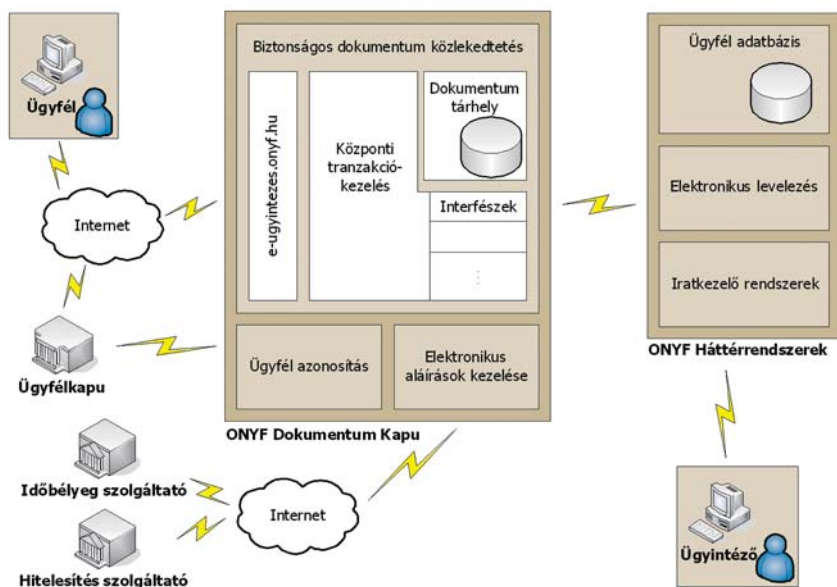 Ügyfél
Internet
Ügyfélkapu
Időbélyeg szolgáltató
Hitelesítés szolgáltató
Biztonságos dokumentum közlekedtetés
e-ugyintezes.onyf.hu
Központi
tranzakció-
kezelés
Dokumentum
tárhely
Interfészek
⋮
Ügyfél azonosítás
Elektronikus
aláírások kezelése
ONYF Dokumentum Kapu
Internet
Ügyfél adatbázis
Elektronikus levelezés
Iratkezelő rendszerek
ONYF Háttérrendszerek
Ügyintéző